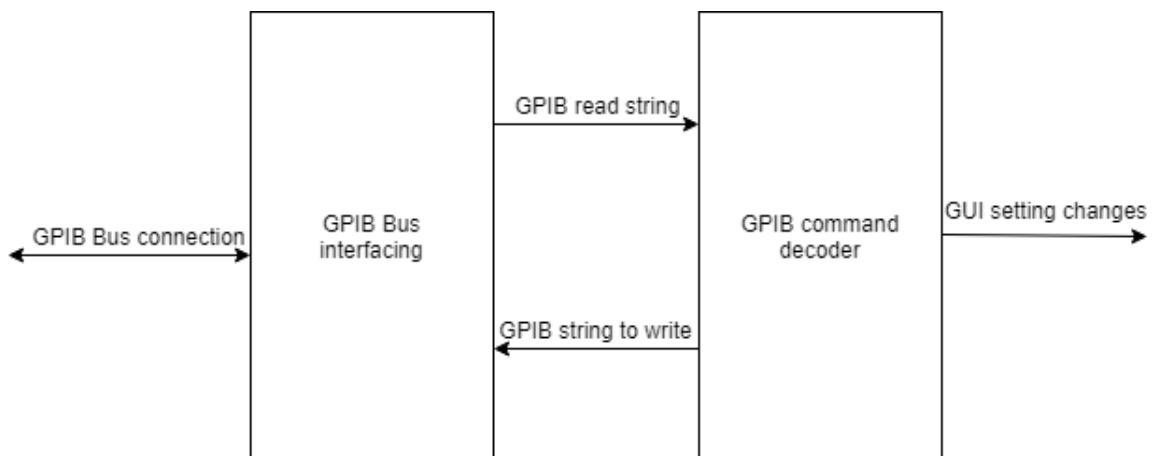 GPIB read string
GPIB Bus connection
GPIB Bus
interfacing
GPIB command
decoder
GUI setting changes
GPIB string to write